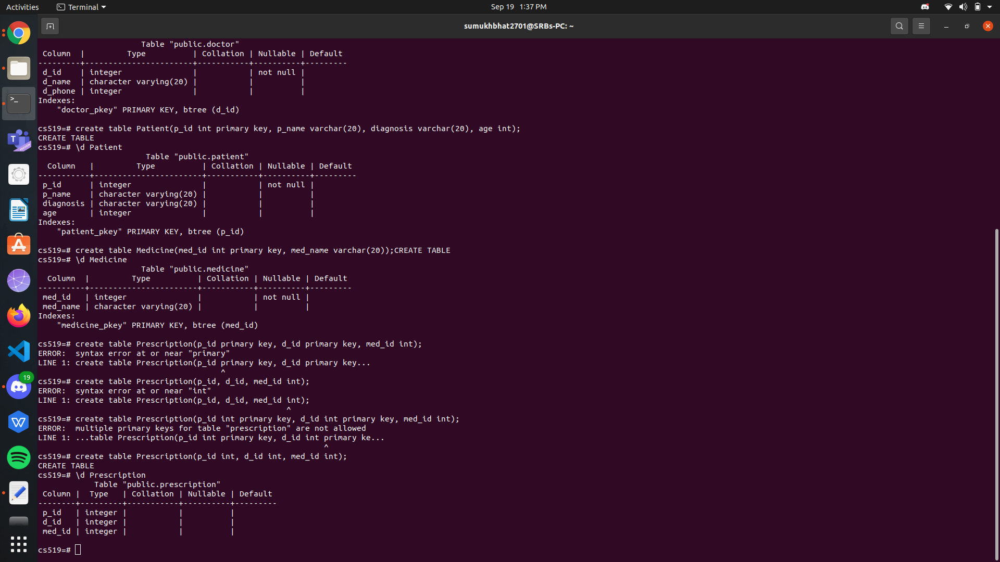 Activities
Terminal
Sep 19 1:37 PM
sumukhbhat2701@SRBs-PC: ~
                      Table "public.doctor"
 Column  |         Type          | Collation | Nullable | Default
---------+-----------------------+-----------+----------+---------
 d_id    | integer               |           | not null |
 d_name  | character varying(20) |           |          |
 d_phone | integer               |           |          |
Indexes:
    "doctor_pkey" PRIMARY KEY, btree (d_id)
cs519=# create table Patient(p_id int primary key, p_name varchar(20), diagnosis varchar(20), age int);
CREATE TABLE
cs519=# \d Patient
                       Table "public.patient"
  Column   |         Type          | Collation | Nullable | Default
-----------+-----------------------+-----------+----------+---------
 p_id      | integer               |           | not null |
 p_name    | character varying(20) |           |          |
 diagnosis | character varying(20) |           |          |
 age       | integer               |           |          |
Indexes:
    "patient_pkey" PRIMARY KEY, btree (p_id)
cs519=# create table Medicine(med_id int primary key, med_name varchar(20));CREATE TABLE
cs519=# \d Medicine
                      Table "public.medicine"
  Column  |         Type          | Collation | Nullable | Default
----------+-----------------------+-----------+----------+---------
 med_id   | integer               |           | not null |
 med_name | character varying(20) |           |          |
Indexes:
    "medicine_pkey" PRIMARY KEY, btree (med_id)
cs519=# create table Prescription(p_id primary key, d_id primary key, med_id int);
ERROR:  syntax error at or near "primary"
LINE 1: create table Prescription(p_id primary key, d_id primary key...
                                       ^
cs519=# create table Prescription(p_id, d_id, med_id int);
ERROR:  syntax error at or near "int"
LINE 1: create table Prescription(p_id, d_id, med_id int);
                                                     ^
cs519=# create table Prescription(p_id int primary key, d_id int primary key, med_id int);
ERROR:  multiple primary keys for table "prescription" are not allowed
LINE 1: ...table Prescription(p_id int primary key, d_id int primary ke...
                                                             ^
cs519=# create table Prescription(p_id int, d_id int, med_id int);
CREATE TABLE
cs519=# \d Prescription
            Table "public.prescription"
 Column |  Type   | Collation | Nullable | Default
--------+---------+-----------+----------+---------
 p_id   | integer |           |          |
 d_id   | integer |           |          |
 med_id | integer |           |          |
cs519=#
19